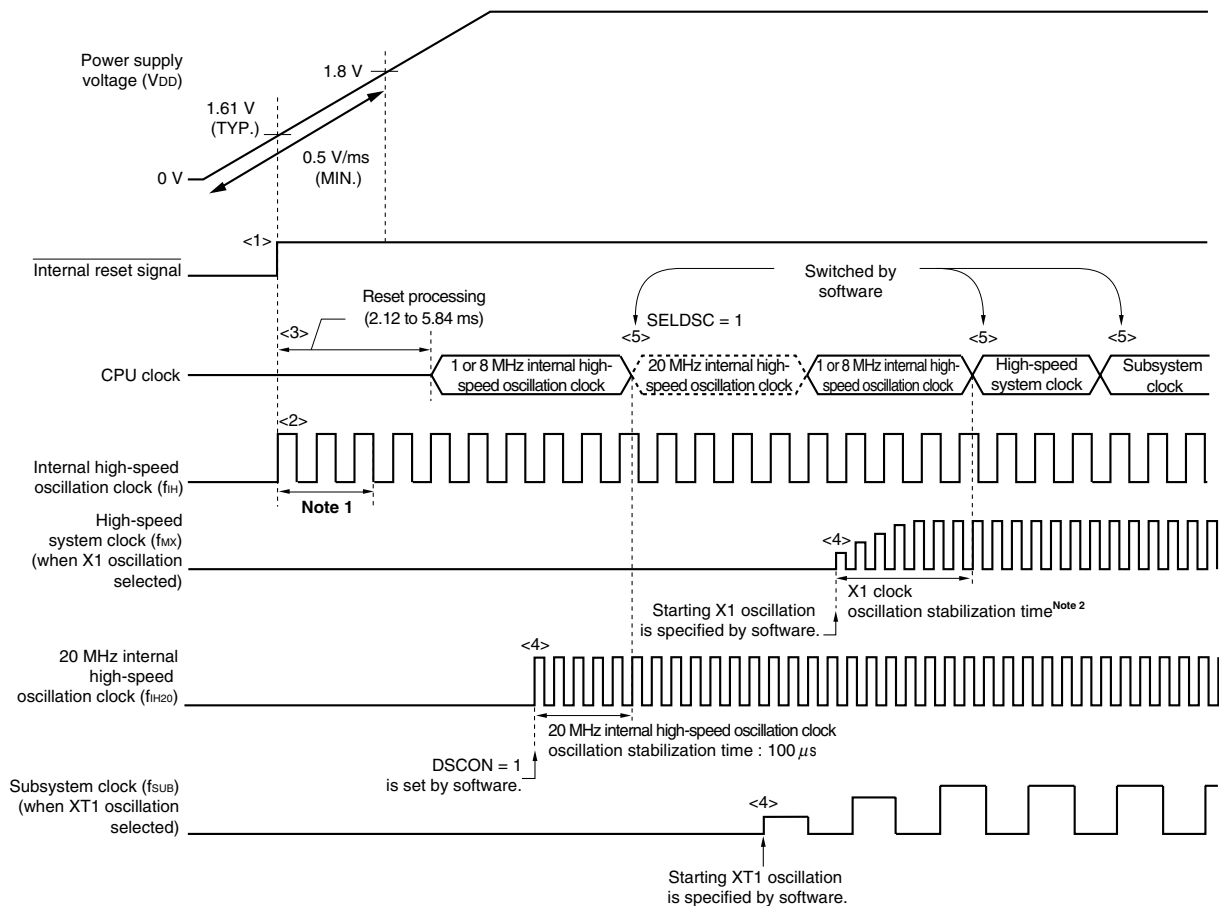 Power supply
voltage (VDD)
1.8 V
1.61 V
(TYP.)
0.5 V/ms
(MIN.)
0 V
<1>
Internal reset signal
Switched by
software
Reset processing
(2.12 to 5.84 ms)
<3>
<5>
SELDSC = 1
<5>
<5>
CPU clock
1 or 8 MHz internal high-
speed oscillation clock
20 MHz internal high-
speed oscillation clock
1 or 8 MHz internal high-
speed oscillation clock
High-speed
system clock
Subsystem
clock
<2>
Internal high-speed
oscillation clock (fIH)
Note 1
High-speed
system clock (fMX)
(when X1 oscillation
selected)
<4>
X1 clock
oscillation stabilization time Note 2
Starting X1 oscillation
is specified by software.
20 MHz internal
high-speed
oscillation clock (fIH20)
<4>
20 MHz internal high-speed oscillation clock
oscillation stabilization time : 100 μs
DSCON = 1
is set by software.
Subsystem clock (fSUB)
(when XT1 oscillation
selected)
<4>
Starting XT1 oscillation
is specified by software.